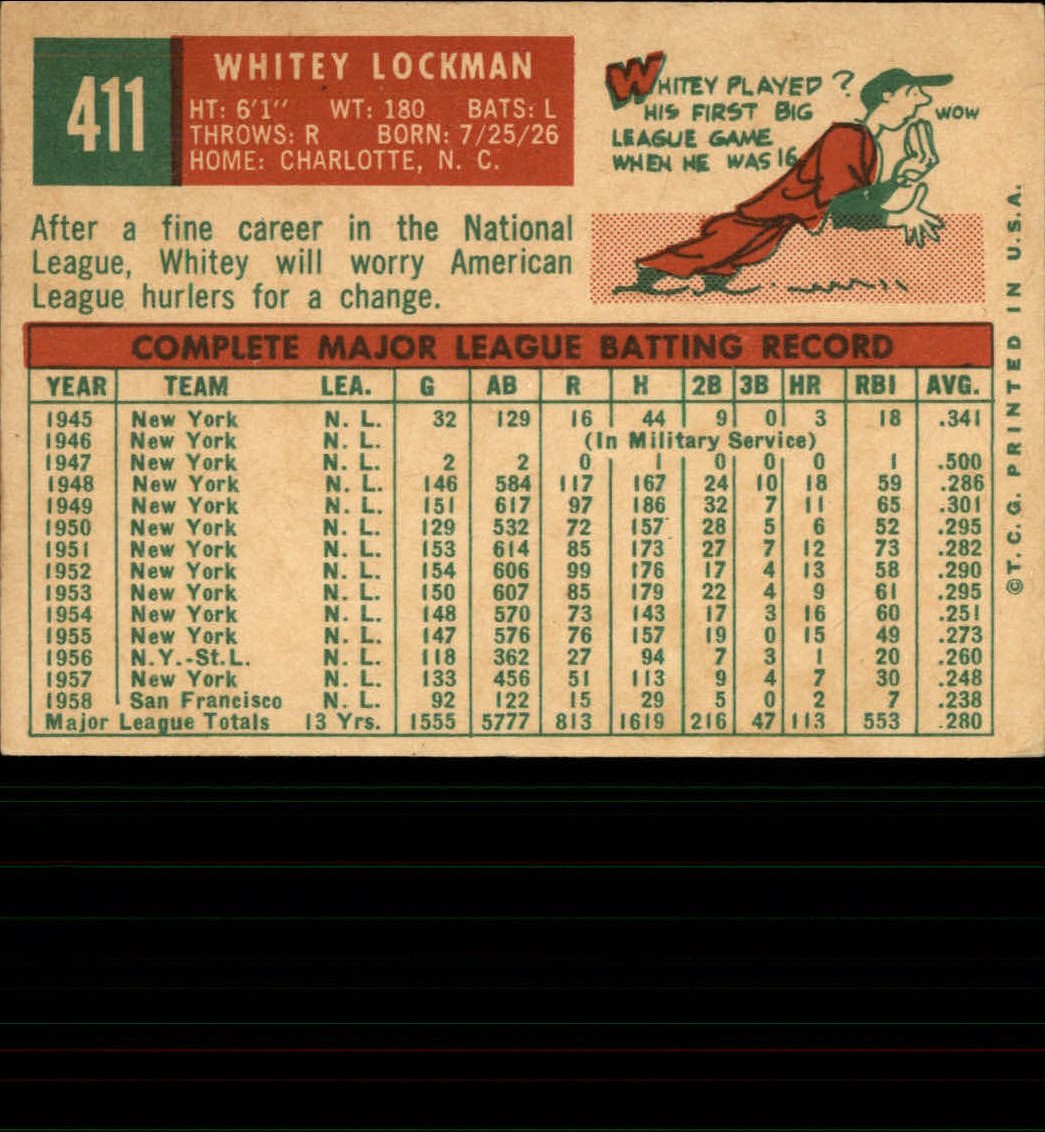 411
WHITEY LOCKMAN
HT: 6'1" WT: 180 BATS: L
THROWS: R BORN: 7/25/26
HOME: CHARLOTTE, N. C.
WHITEY PLAYED ?
HIS FIRST BIG
LEAGUE GAME
WHEN HE WAS 16
WOW
After a fine career in the National
League, Whitey will worry American
League hurlers for a change.
COMPLETE MAJOR LEAGUE BATTING RECORD
YEAR TEAM LEA. G AB R H 2B 3B HR RBI AVG.
1945 New York N. L. 32 129 16 44 9 0 3 18 .341
1946 New York N. L. (In Military Service)
1947 New York N. L. 2 2 0 1 0 0 0 1 .500
1948 New York N. L. 146 584 117 167 24 10 18 59 .286
1949 New York N. L. 151 617 97 186 32 7 11 65 .301
1950 New York N. L. 129 532 72 157 28 5 6 52 .295
1951 New York N. L. 153 614 85 173 27 7 12 73 .282
1952 New York N. L. 154 606 99 176 17 4 13 58 .290
1953 New York N. L. 150 607 85 179 22 4 9 61 .295
1954 New York N. L. 148 570 73 143 17 3 16 60 .251
1955 New York N. L. 147 576 76 157 19 0 15 49 .273
1956 N.Y.-St.L. N. L. 118 362 27 94 7 3 1 20 .260
1957 New York N. L. 133 456 51 113 9 4 7 30 .248
1958 San Francisco N. L. 92 122 15 29 5 0 2 7 .238
Major League Totals 13 Yrs. 1555 5777 813 1619 216 47 113 553 .280
©T. C. G. PRINTED IN U.S.A.